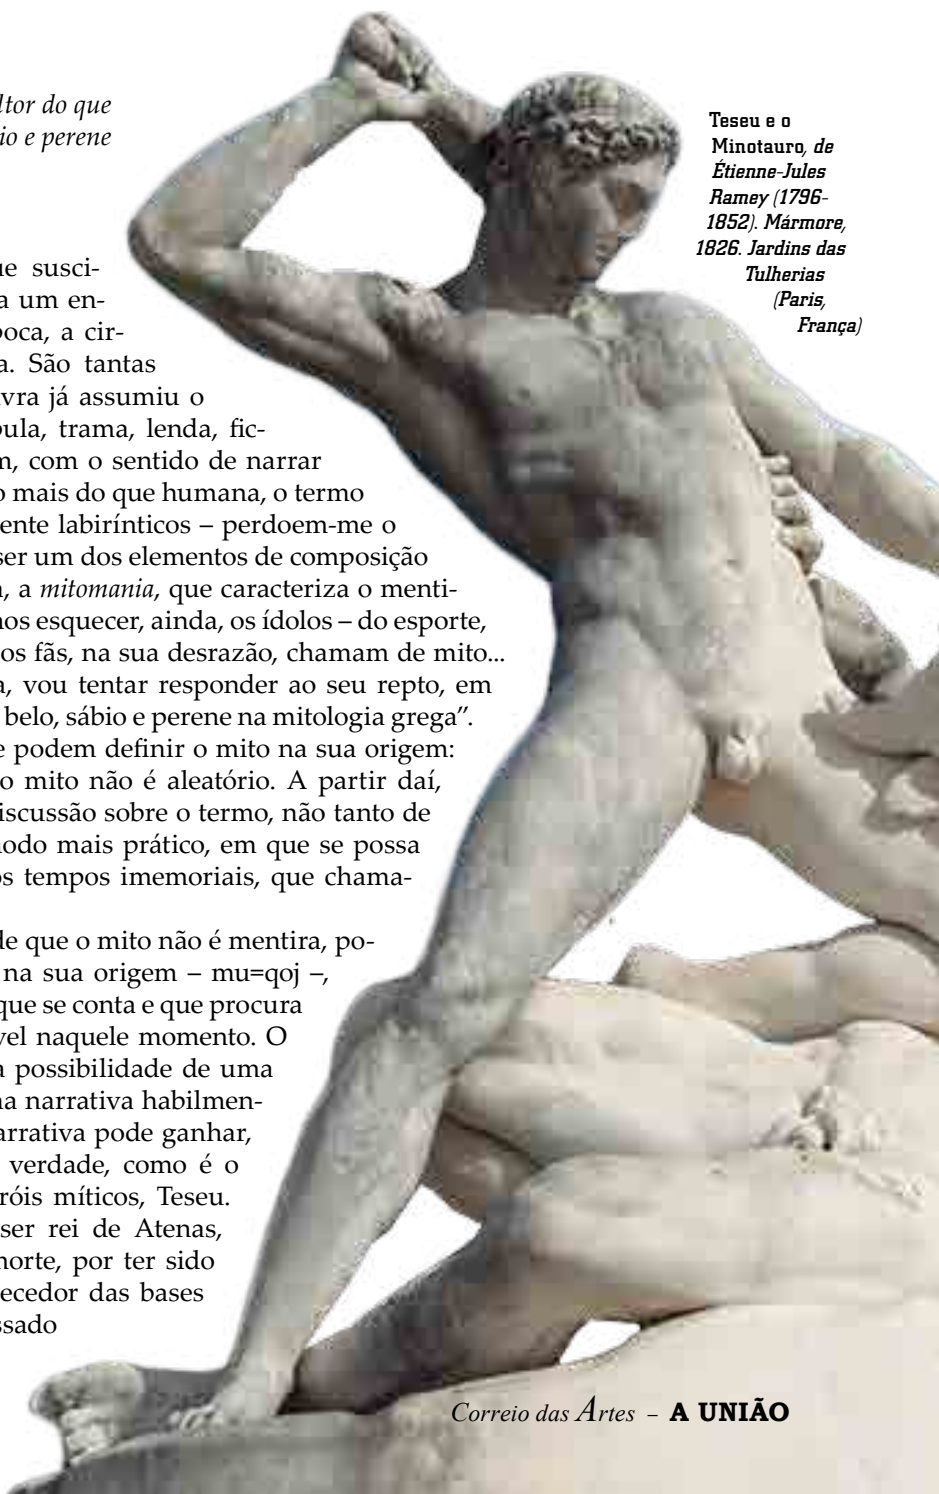 ltor do que
io e perene
ue susci-
a um en-
poca, a cir-
a. São tantas
vra já assumiu o
bula, trama, lenda, fic-
m, com o sentido de narrar
o mais do que humana, o termo
ente labirínticos – perdoem-me o
ser um dos elementos de composição
a, a mitomania, que caracteriza o menti-
nos esquecer, ainda, os ídolos – do esporte,
os fãs, na sua desrazão, chamam de mito...
a, vou tentar responder ao seu repto, em
belo, sábio e perene na mitologia grega”.
e podem definir o mito na sua origem:
o mito não é aleatório. A partir daí,
iscussão sobre o termo, não tanto de
nodo mais prático, em que se possa
os tempos imemoriais, que chama-
de que o mito não é mentira, po-
na sua origem – mu=qoj –,
que se conta e que procura
vel naquele momento. O
a possibilidade de uma
na narrativa habilmen-
arrativa pode ganhar,
verdade, como é o
róis míticos, Teseu.
ser rei de Atenas,
norte, por ter sido
ecedor das bases
ssado
Teseu e o
Minotauro, de
Étienne-Jules
Ramey (1796-
1852). Mármore,
1826. Jardins das
Tulherias
(Paris,
França)
Correio das Artes – A UNIÃO